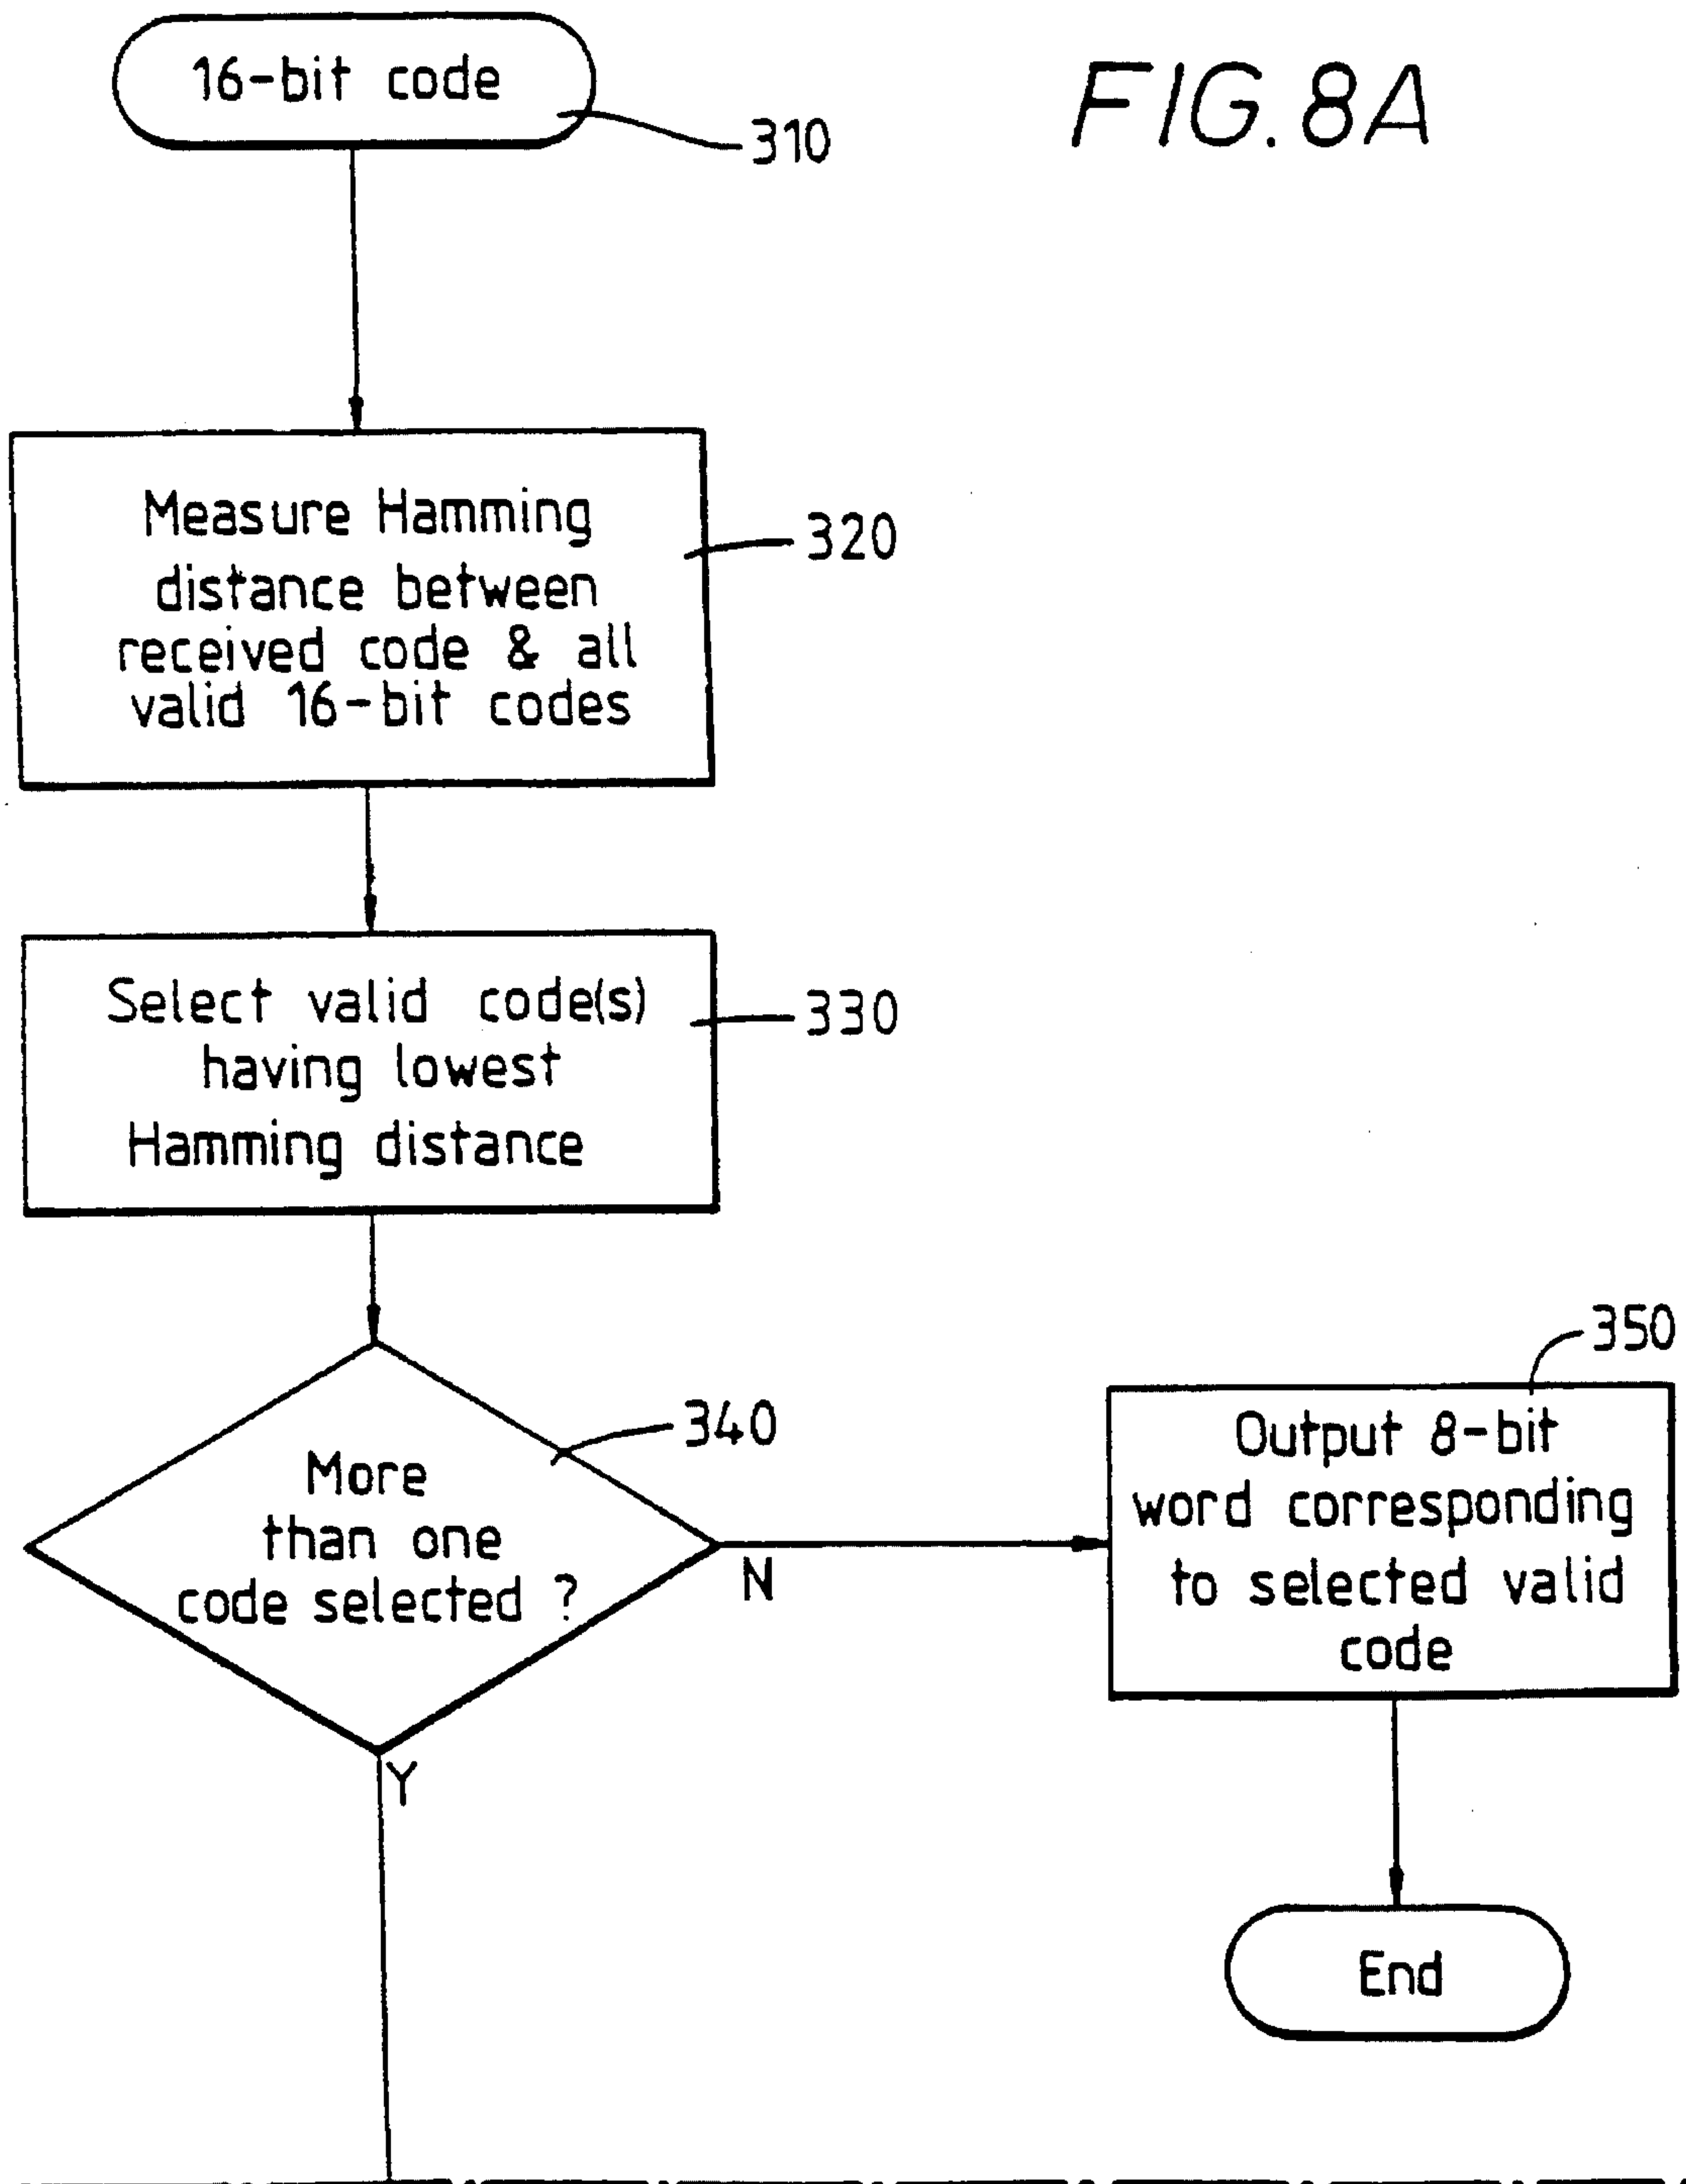 FIG. 8A
16-bit code
310
Measure Hamming
distance between
received code & all
valid 16-bit codes
320
Select valid code(s)
having lowest
Hamming distance
330
More
than one
code selected ?
340
N
Y
350
Output 8-bit
word corresponding
to selected valid
code
End